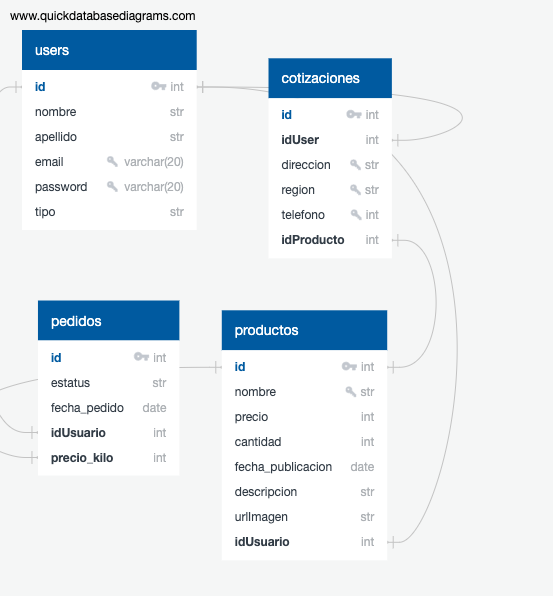 www.quickdatabasediagrams.com
users
id int
nombre str
apellido str
email varchar(20)
password varchar(20)
tipo str
cotizaciones
id int
idUser int
direccion str
region str
telefono int
idProducto int
pedidos
id int
estatus str
fecha_pedido date
idUsuario int
precio_kilo int
productos
id int
nombre str
precio int
cantidad int
fecha_publicacion date
descripcion str
urlImagen str
idUsuario int